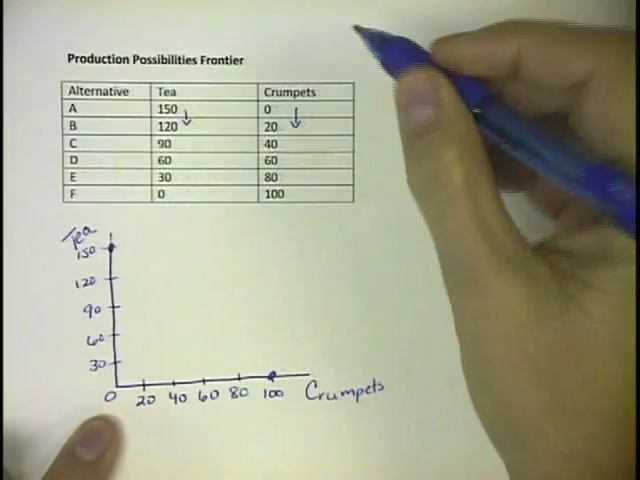 Production Possibilities Frontier
Alternative Tea Crumpets
A 150 0
B 120 20
C 90 40
D 60 60
E 30 80
F 0 100
Tea
150
120
90
60
30
0 20 40 60 80 100 Crumpets